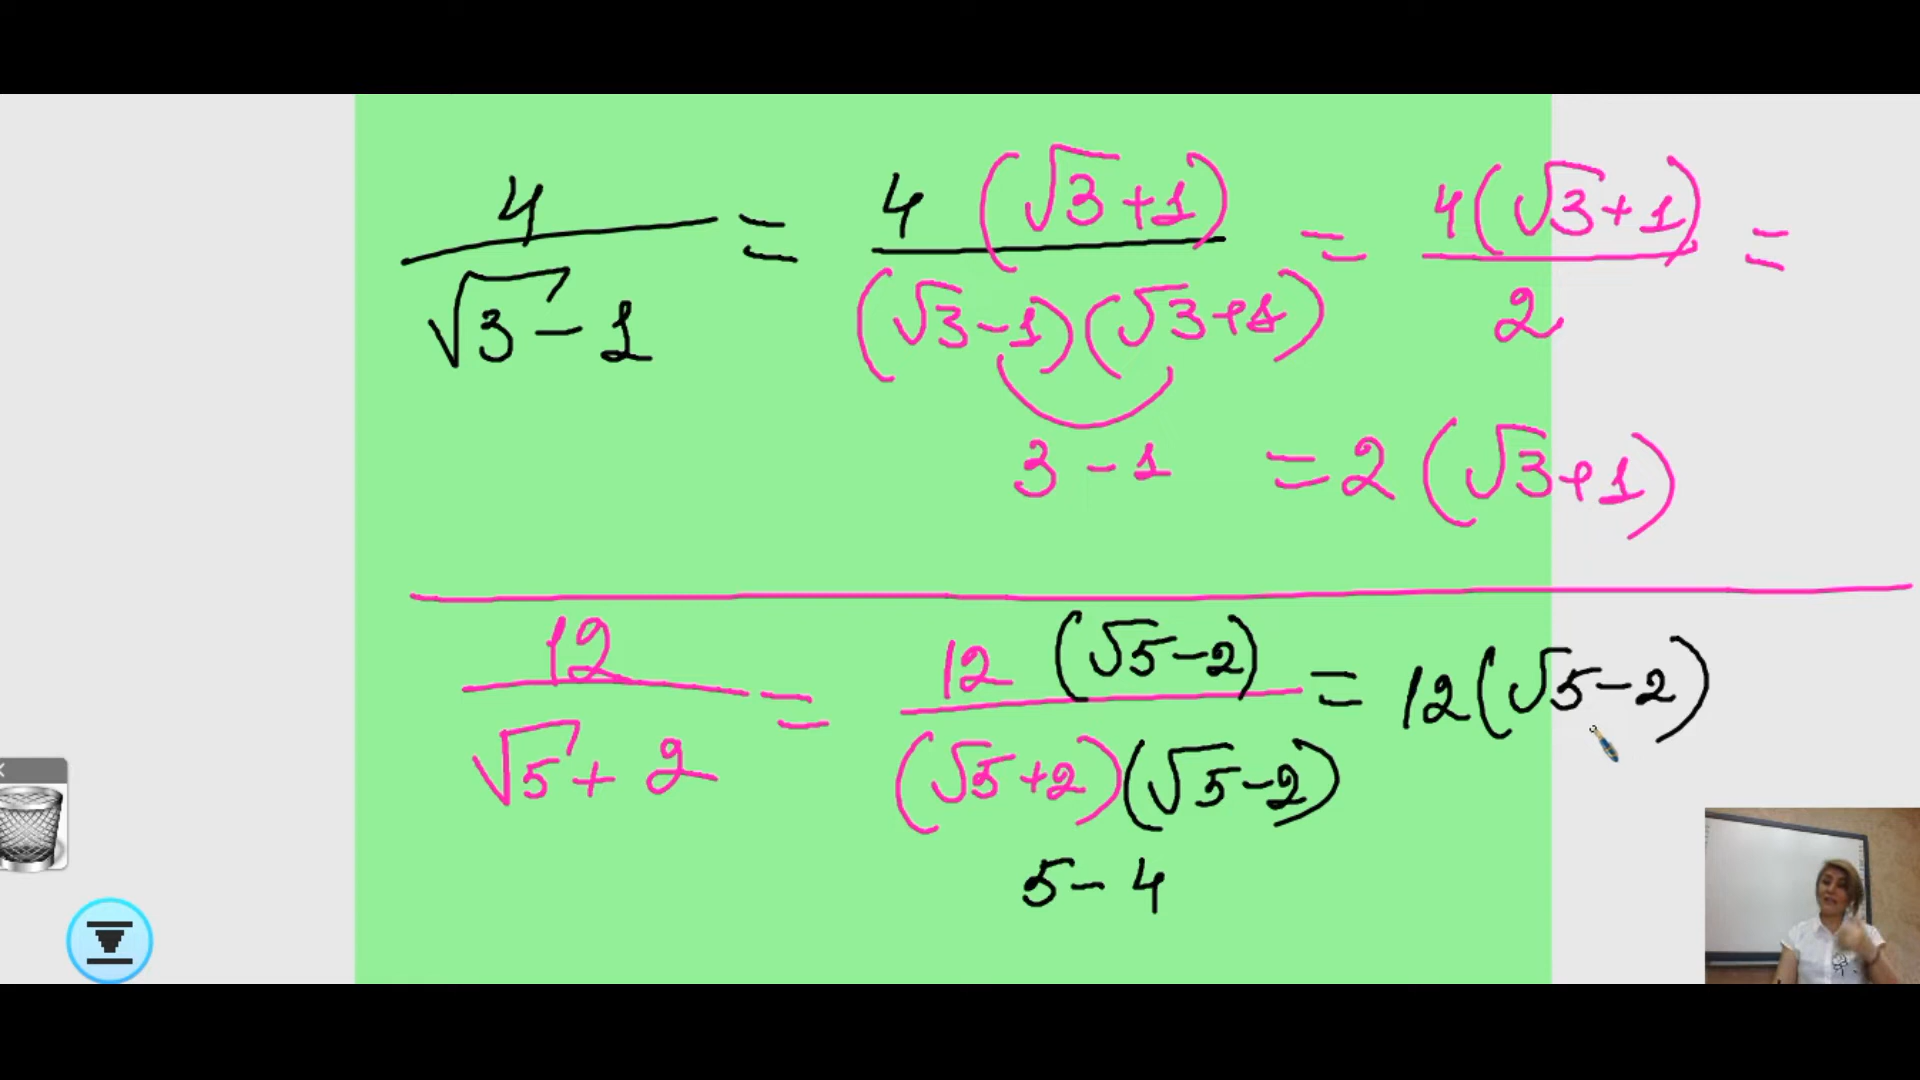 4/(√3 - 1) = 4(√3+1)/((√3-1)(√3+1)) = 4(√3+1)/2 =
3 - 1 = 2(√3+1)
12/(√5 + 2) = 12(√5-2)/((√5+2)(√5-2)) = 12(√5-2)
5 - 4